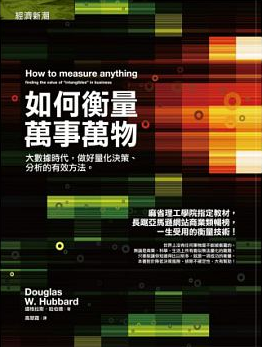 經濟新潮
How to measure anything
finding the value of "intangibles" in business
如何衡量
萬事萬物
大數據時代，做好量化決策、
分析的有效方法。
麻省理工學院指定教材，
長踞亞馬遜網站商業類暢榜，
一生受用的衡量技術！
Douglas
W. Hubbard
道格拉斯・哈伯德 著